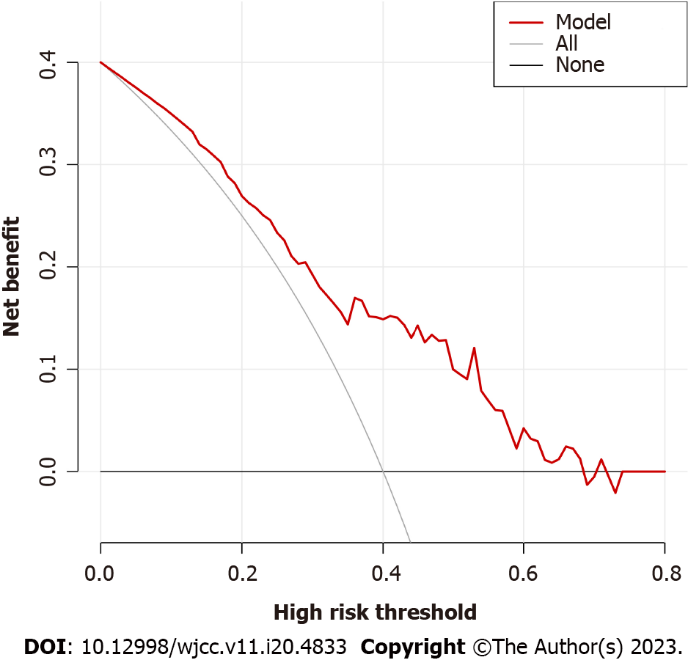 Model
All
None
0.4
0.3
0.2
0.1
0.0
Net benefit
0.0 0.2 0.4 0.6 0.8
High risk threshold
DOI: 10.12998/wjcc.v11.i20.4833 Copyright ©The Author(s) 2023.